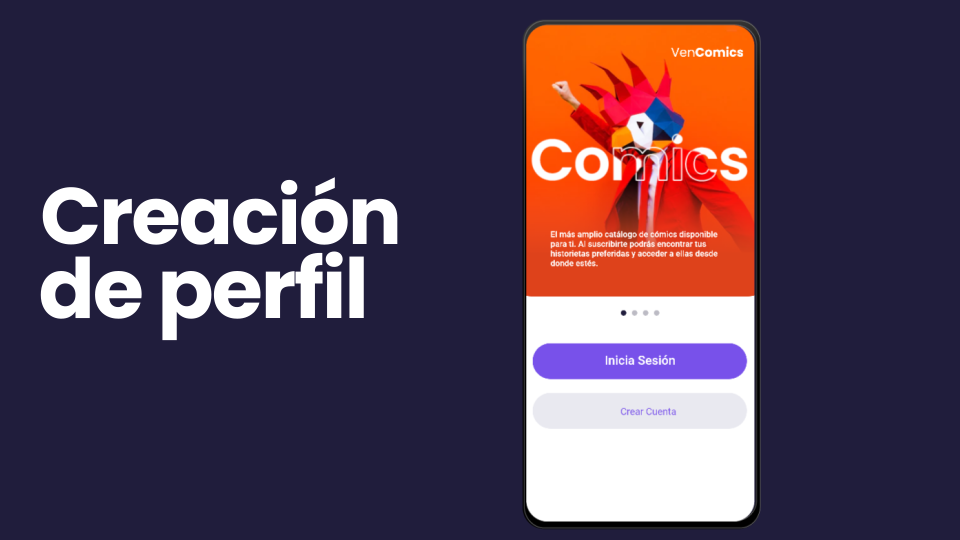 Creación
de perfil
VenComics
Comics
El más amplio catálogo de cómics disponible
para ti. Al suscribirte podrás encontrar tus
historietas preferidas y acceder a ellas desde
donde estés.
Inicia Sesión
Crear Cuenta